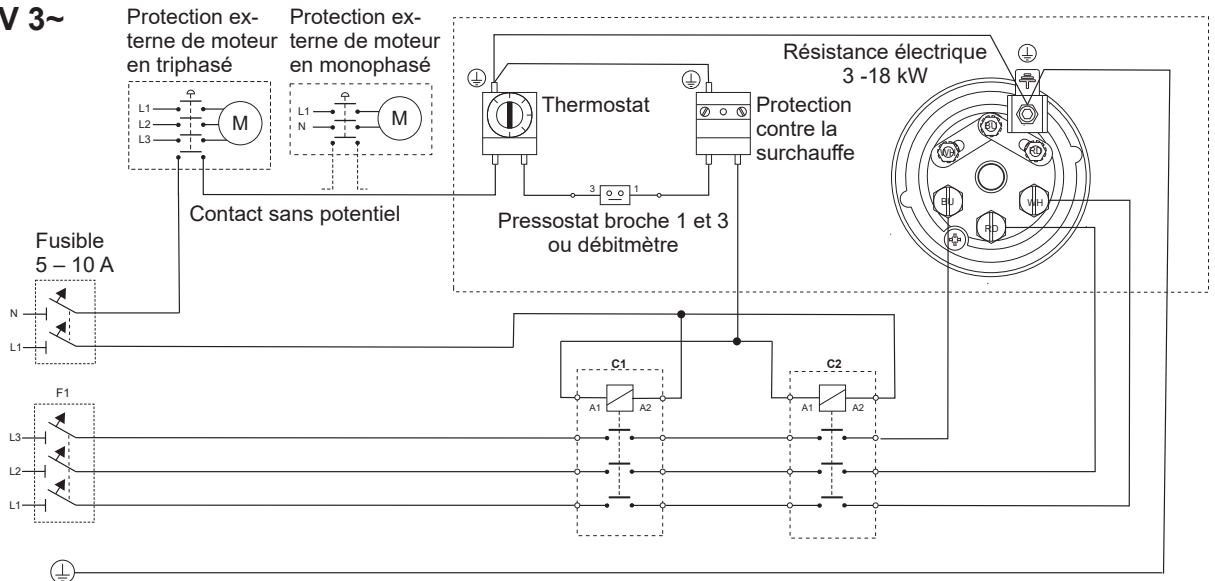 V 3~
Protection ex-
terne de moteur
en triphasé
Protection ex-
terne de moteur
en monophasé
Résistance électrique
3 -18 kW
L1
L2
L3
M
L1
N
M
Thermostat
Protection
contre la
surchauffe
BU
WH
RD
3
1
BU
WH
RD
Contact sans potentiel
Pressostat broche 1 et 3
ou débitmètre
Fusible
5 – 10 A
N
L1
C1
C2
F1
A1
A2
A1
A2
L3
L2
L1